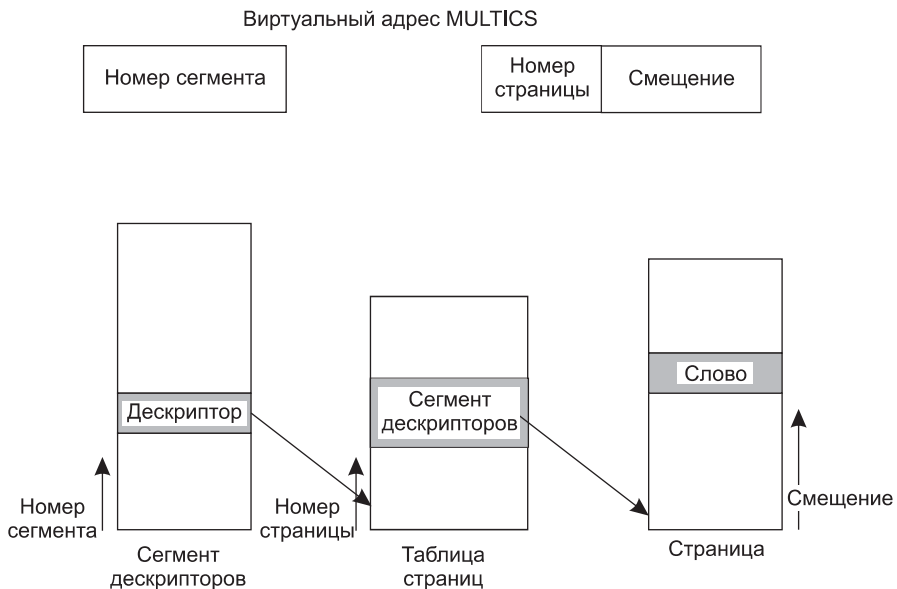 Виртуальный адрес MULTICS
Номер сегмента
Номер
страницы
Смещение
Дескриптор
Номер
сегмента
Сегмент
дескрипторов
Сегмент
дескрипторов
Номер
страницы
Таблица
страниц
Слово
Смещение
Страница